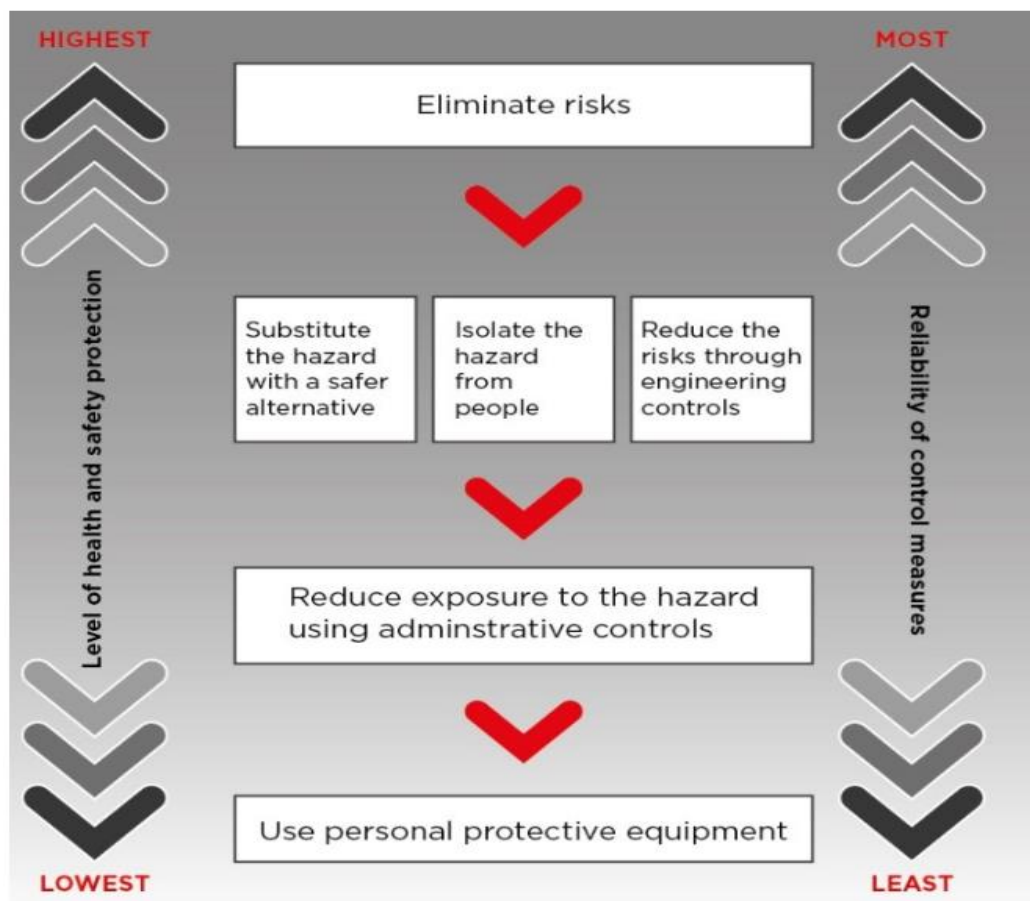 HIGHEST
MOST
Eliminate risks
Substitute
the hazard
with a safer
alternative
Isolate the
hazard
from
people
Reduce the
risks through
engineering
controls
Level of health and safety protection
Reliability of control measures
Reduce exposure to the hazard
using adminstrative controls
Use personal protective equipment
LOWEST
LEAST